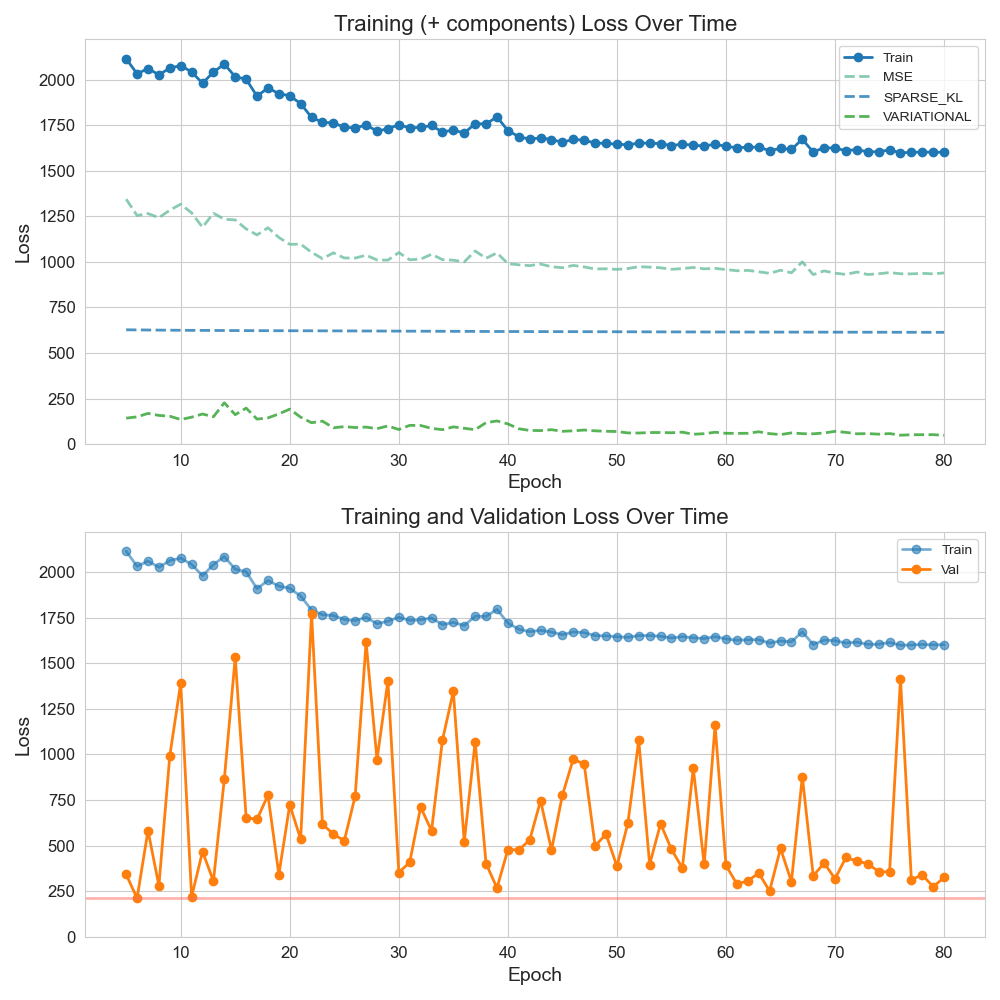 Training (+ components) Loss Over Time
Loss
2000
1750
1500
1250
1000
750
500
250
0
Train
MSE
SPARSE_KL
VARIATIONAL
10 20 30 40 50 60 70 80
Epoch
Training and Validation Loss Over Time
Loss
2000
1750
1500
1250
1000
750
500
250
0
Train
Val
10 20 30 40 50 60 70 80
Epoch